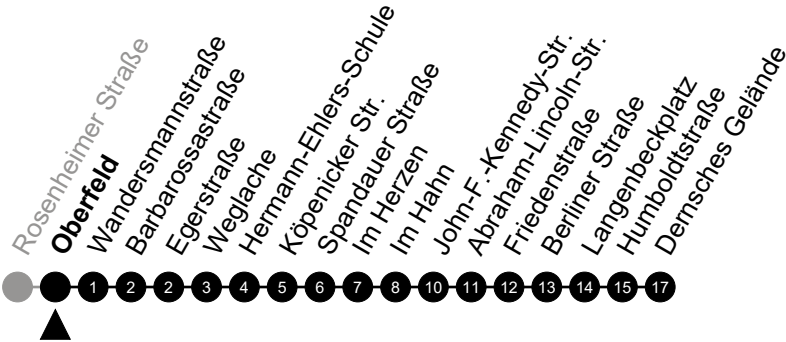 Rosenheimer Straße
Oberfeld
Wandersmannstraße
Barbarossastraße
Egerstraße
Weglache
Hermann-Ehlers-Schule
Köpenicker Str.
Spandauer Straße
Im Herzen
Im Hahn
John-F.-Kennedy-Str.
Abraham-Lincoln-Str.
Friedenstraße
Berliner Straße
Langenbeckplatz
Humboldtstraße
Dernsches Gelände
1 2 2 3 4 5 6 7 8 10 11 12 13 14 15 17